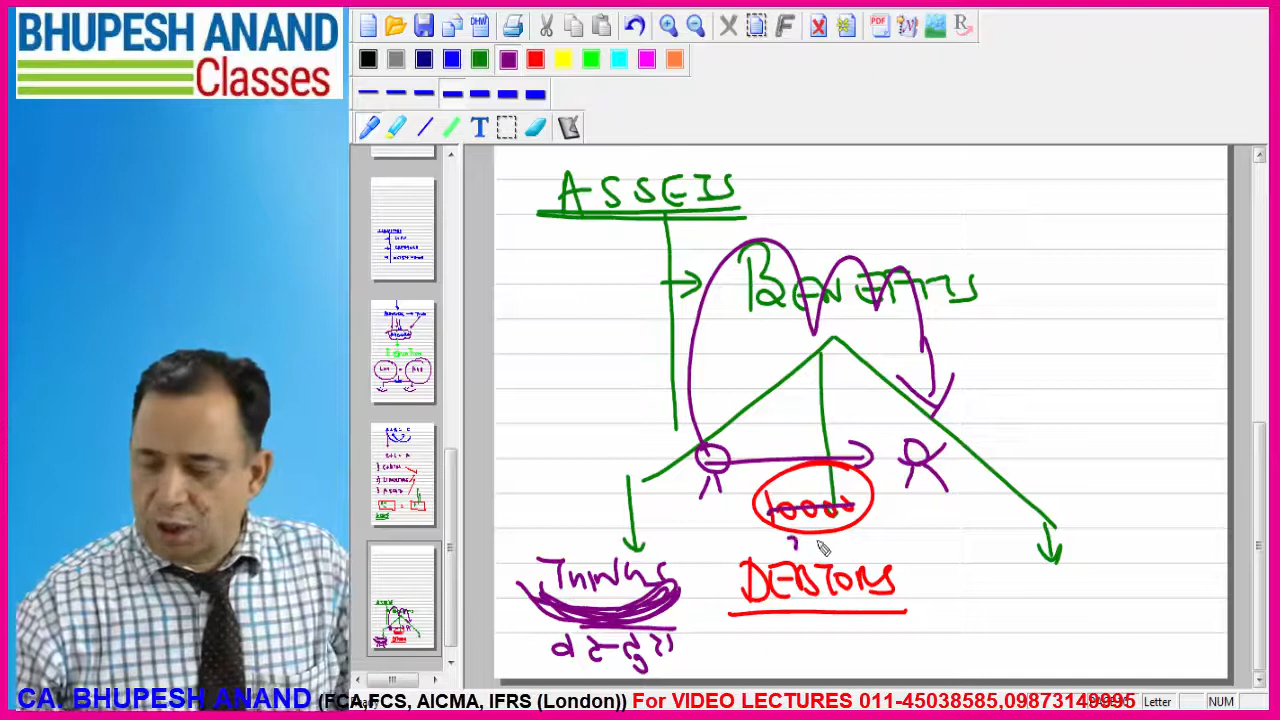 BHUPESH ANAND
Classes
ASSETS
BENEFITS
1000
THINGS
DEBTORS
CA. BHUPESH ANAND (FCA,FCS, AICMA, IFRS (London)) For VIDEO LECTURES 011-45038585,09873149995 Letter NUM